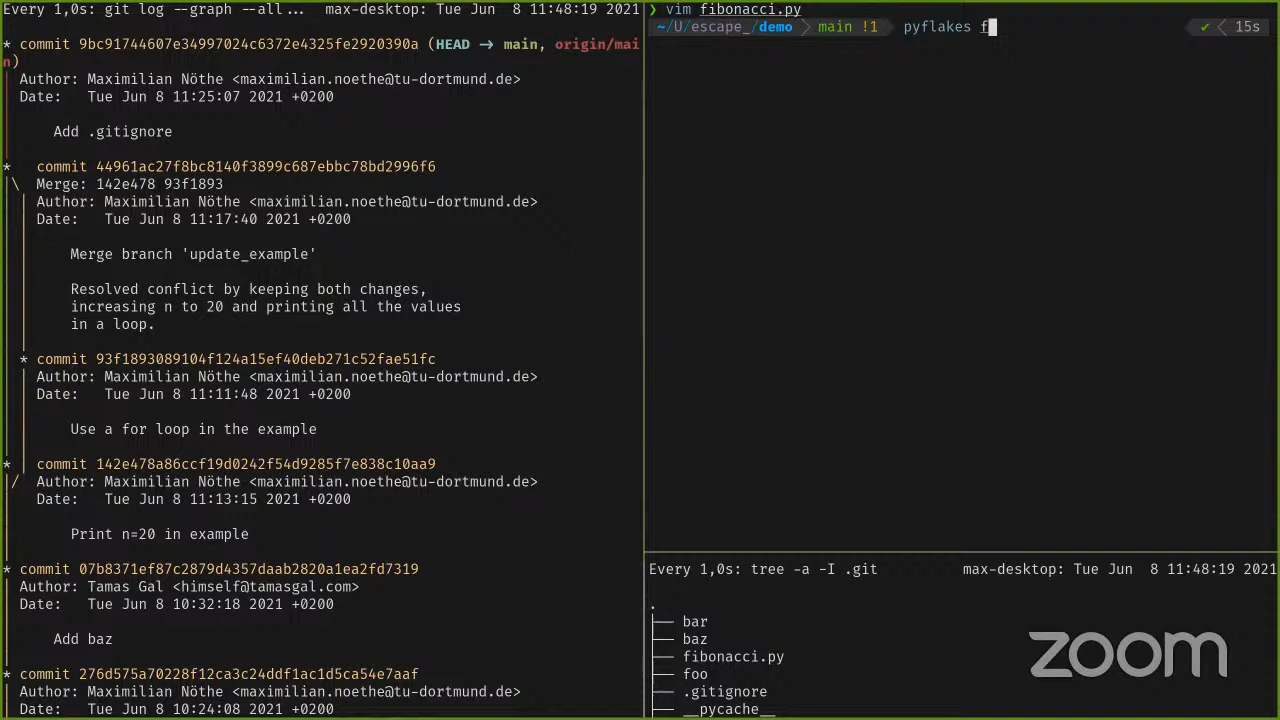 Every 1,0s: git log --graph --all... max-desktop: Tue Jun 8 11:48:19 2021
* commit 9bc91744607e34997024c6372e4325fe2920390a (HEAD → main, origin/mai
n)
Author: Maximilian Nöthe <maximilian.noethe@tu-dortmund.de>
Date: Tue Jun 8 11:25:07 2021 +0200
Add .gitignore
* commit 44961ac27f8bc8140f3899c687ebbc78bd2996f6
|\ Merge: 142e478 93f1893
| | Author: Maximilian Nöthe <maximilian.noethe@tu-dortmund.de>
| | Date: Tue Jun 8 11:17:40 2021 +0200
Merge branch 'update_example'
Resolved conflict by keeping both changes,
increasing n to 20 and printing all the values
in a loop.
| * commit 93f1893089104f124a15ef40deb271c52fae51fc
| | Author: Maximilian Nöthe <maximilian.noethe@tu-dortmund.de>
| | Date: Tue Jun 8 11:11:48 2021 +0200
Use a for loop in the example
* | commit 142e478a86ccf19d0242f54d9285f7e838c10aa9
|/ Author: Maximilian Nöthe <maximilian.noethe@tu-dortmund.de>
| Date: Tue Jun 8 11:13:15 2021 +0200
Print n=20 in example
* commit 07b8371ef87c2879d4357daab2820a1ea2fd7319
| Author: Tamas Gal <himself@tamasgal.com>
| Date: Tue Jun 8 10:32:18 2021 +0200
Add baz
* commit 276d575a70228f12ca3c24ddf1ac1d5ca54e7aaf
| Author: Maximilian Nöthe <maximilian.noethe@tu-dortmund.de>
| Date: Tue Jun 8 10:24:08 2021 +0200
❯ vim fibonacci.py
~/U/escape_/demo main !1 pyflakes f ✔ 15s
Every 1,0s: tree -a -I .git max-desktop: Tue Jun 8 11:48:19 2021
.
├── bar
├── baz
├── fibonacci.py
├── foo
├── .gitignore
├── __pycache__
zoom